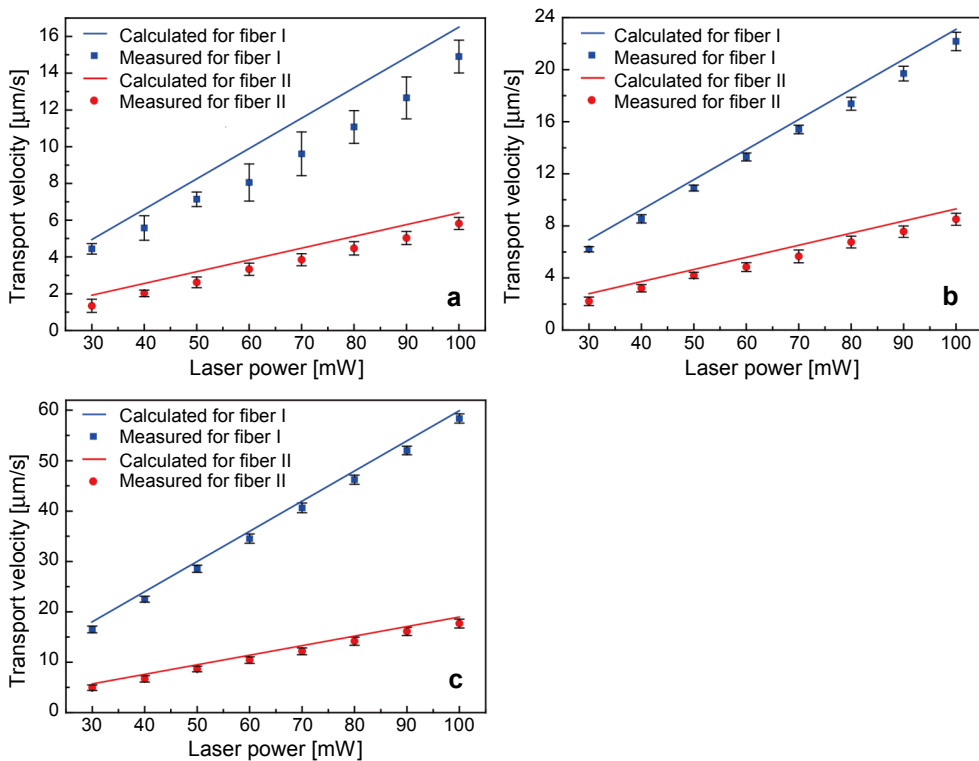 16
14
12
10
8
6
4
2
0
Transport velocity [µm/s]
Calculated for fiber I
Measured for fiber I
Calculated for fiber II
Measured for fiber II
a
30 40 50 60 70 80 90 100
Laser power [mW]
24
20
16
12
8
4
0
Transport velocity [µm/s]
Calculated for fiber I
Measured for fiber I
Calculated for fiber II
Measured for fiber II
b
30 40 50 60 70 80 90 100
Laser power [mW]
60
50
40
30
20
10
0
Transport velocity [µm/s]
Calculated for fiber I
Measured for fiber I
Calculated for fiber II
Measured for fiber II
c
30 40 50 60 70 80 90 100
Laser power [mW]